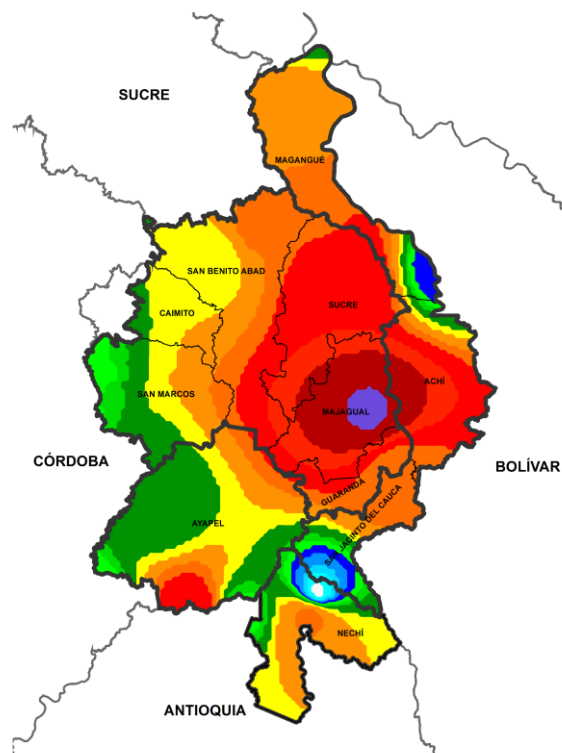 SUCRE
MAGANGUÉ
SAN BENITO ABAD
CAIMITO
SUCRE
SAN MARCOS
ACHÍ
MAJAGUAL
CÓRDOBA
BOLÍVAR
GUARANDA
SAN JACINTO DEL CAUCA
AYAPEL
NECHÍ
ANTIOQUIA